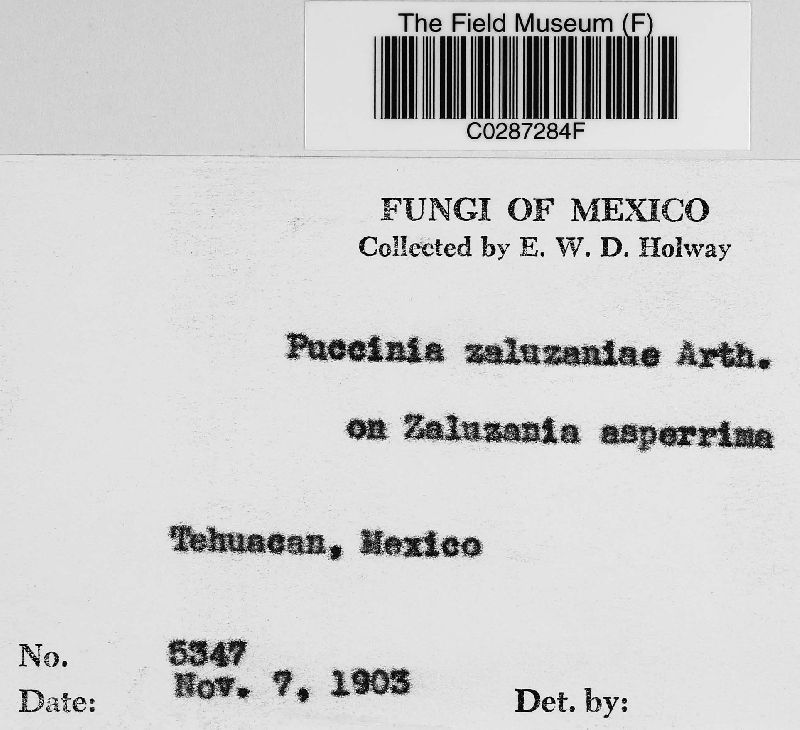 The Field Museum (F)
C0287284F
FUNGI OF MEXICO
Collected by E. W. D. Holway
Puccinia zaluzaniae Arth.
on Zaluzania asperrima
Tehuacan, Mexico
No. 5347
Date: Nov. 7, 1903 Det. by: